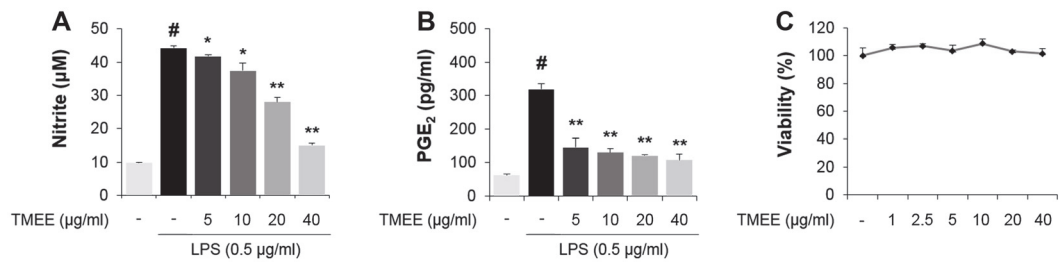 A
Nitrite (µM)
50
40
30
20
10
0
# * * ** **
TMEE (µg/ml) - - 5 10 20 40
LPS (0.5 µg/ml)
B
PGE2 (pg/ml)
500
400
300
200
100
0
# ** ** ** **
TMEE (µg/ml) - - 5 10 20 40
LPS (0.5 µg/ml)
C
Viability (%)
120
100
80
60
40
20
0
TMEE (µg/ml) - 1 2.5 5 10 20 40